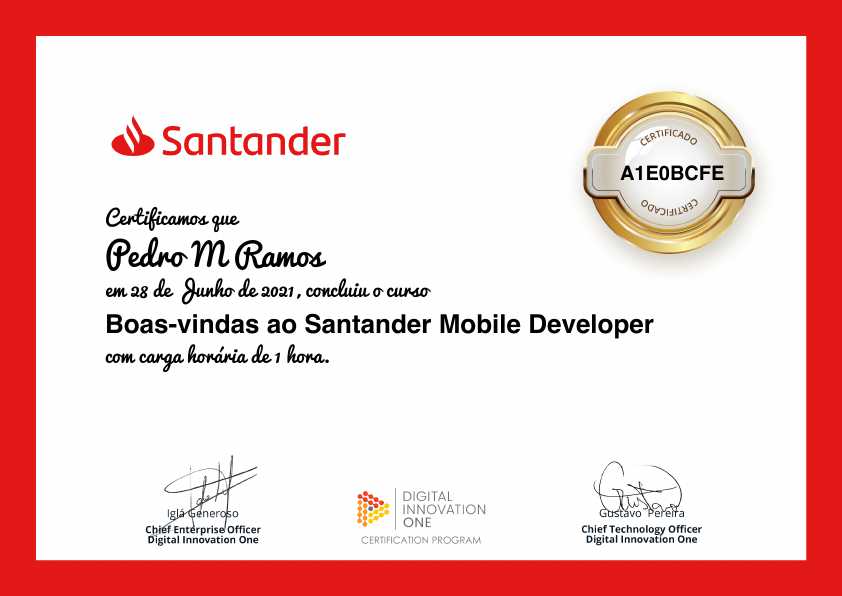 Santander
CERTIFICADO
A1E0BCFE
CERTIFICADO
Certificamos que
Pedro M Ramos
em 28 de Junho de 2021, concluiu o curso
Boas-vindas ao Santander Mobile Developer
com carga horária de 1 hora.
Iglá Generoso
Chief Enterprise Officer
Digital Innovation One
DIGITAL
INNOVATION
ONE
CERTIFICATION PROGRAM
Gustavo Pereira
Chief Technology Officer
Digital Innovation One